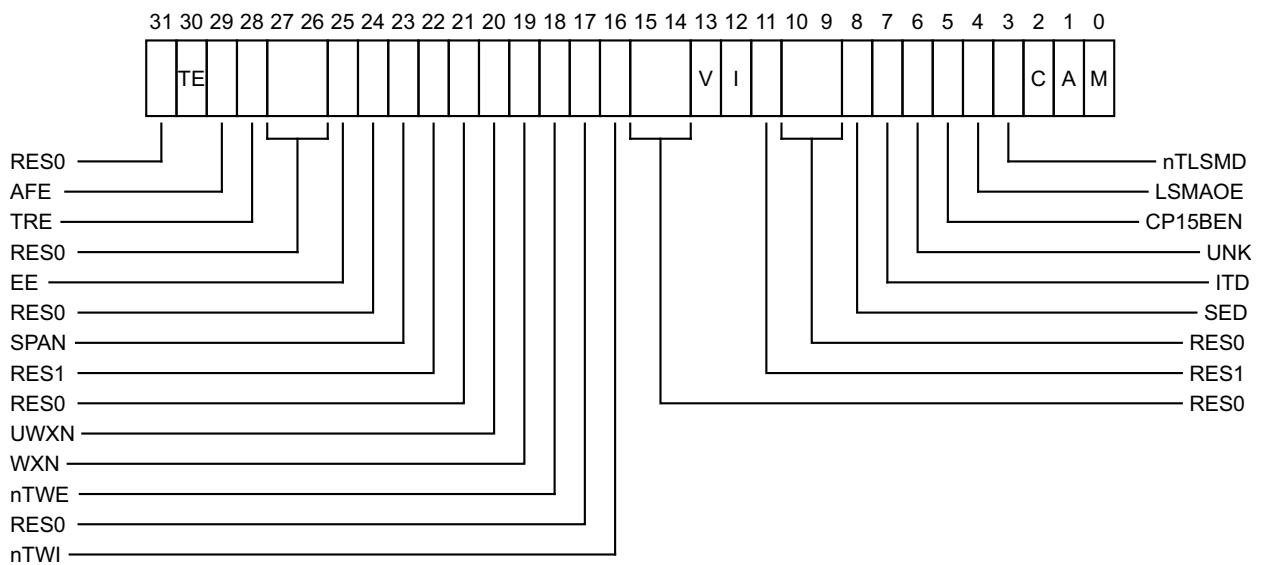 31 30 29 28 27 26 25 24 23 22 21 20 19 18 17 16 15 14 13 12 11 10 9 8 7 6 5 4 3 2 1 0
TE V I C A M
RES0 nTLSMD
AFE LSMAOE
TRE CP15BEN
RES0 UNK
EE ITD
RES0 SED
SPAN RES0
RES1 RES1
RES0 RES0
UWXN
WXN
nTWE
RES0
nTWI